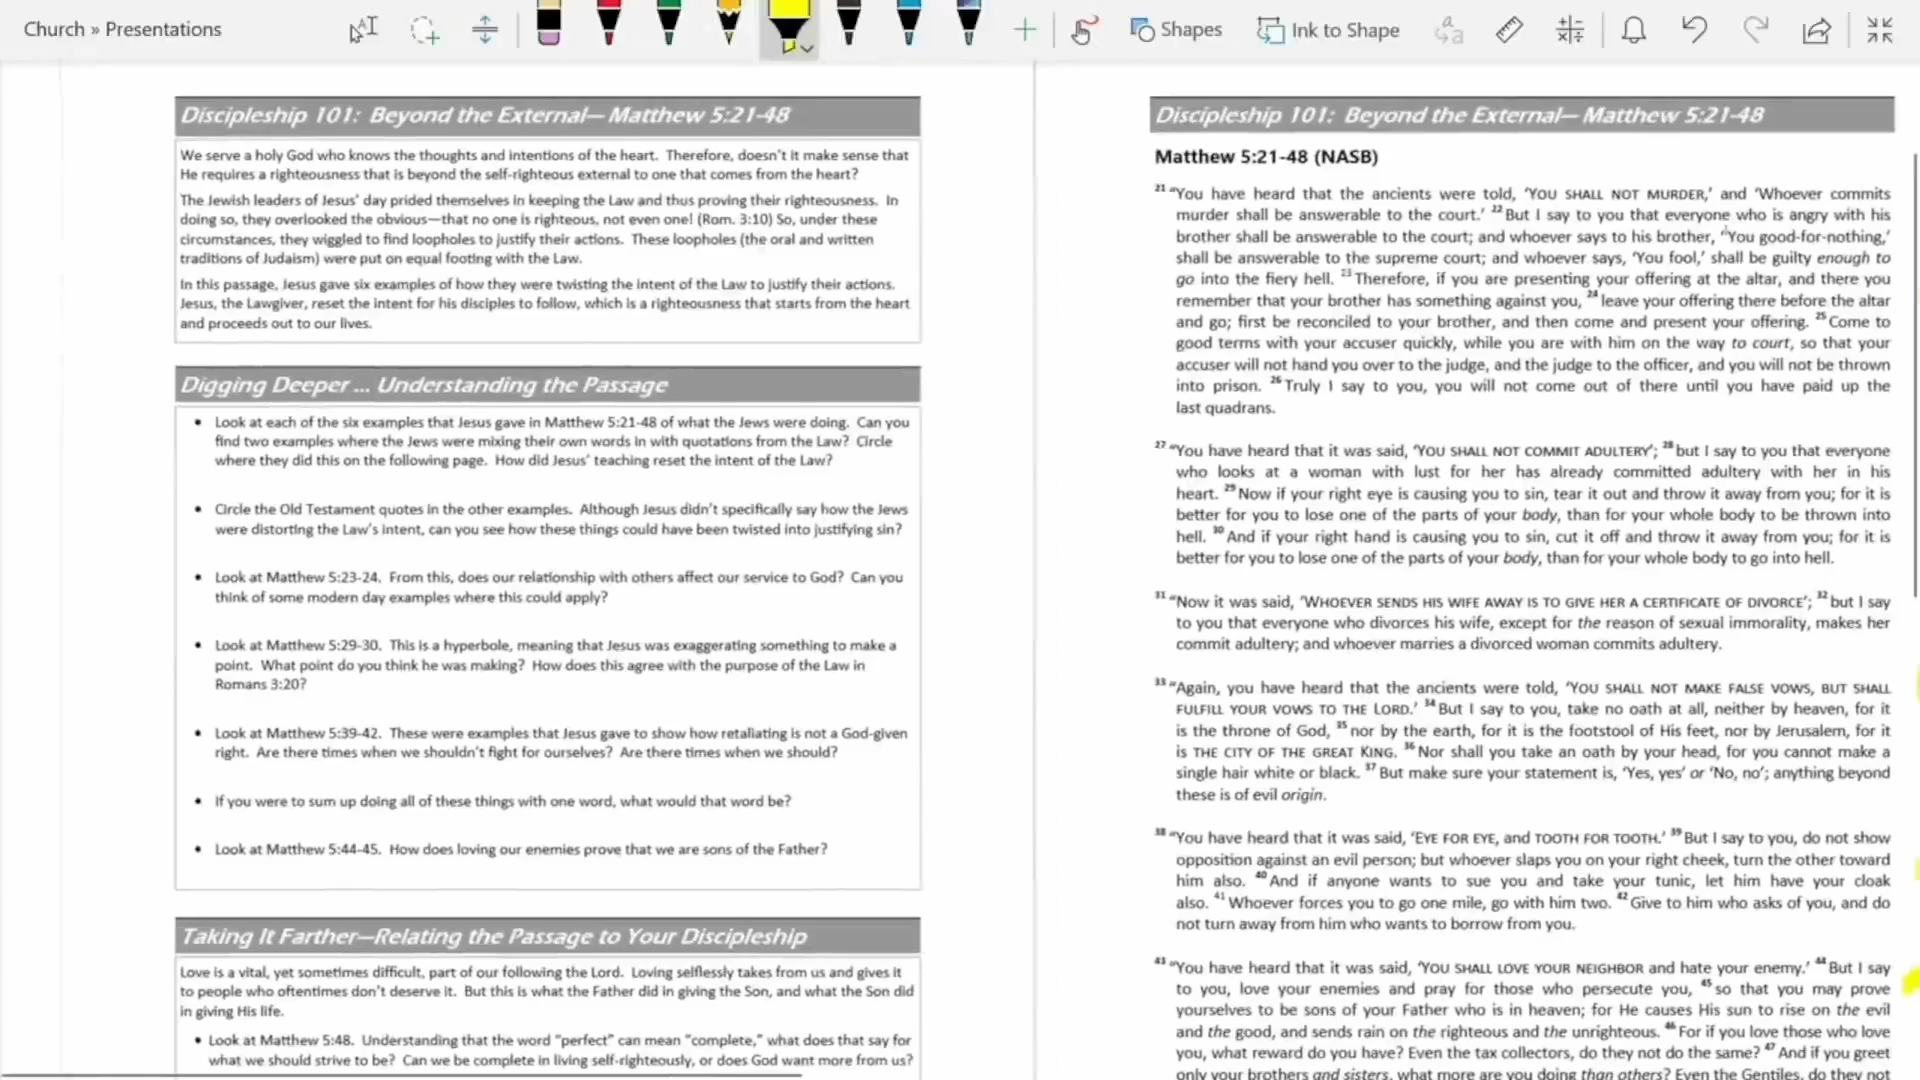 Church » Presentations
Shapes
Ink to Shape
Discipleship 101: Beyond the External—Matthew 5:21-48
We serve a holy God who knows the thoughts and intentions of the heart. Therefore, doesn't it make sense that
He requires a righteousness that is beyond the self-righteous external to one that comes from the heart?
The Jewish leaders of Jesus' day prided themselves in keeping the Law and thus proving their righteousness. In
doing so, they overlooked the obvious—that no one is righteous, not even one! (Rom. 3:10) So, under these
circumstances, they wiggled to find loopholes to justify their actions. These loopholes (the oral and written
traditions of Judaism) were put on equal footing with the Law.
In this passage, Jesus gave six examples of how they were twisting the intent of the Law to justify their actions.
Jesus, the Lawgiver, reset the intent for his disciples to follow, which is a righteousness that starts from the heart
and proceeds out to our lives.
Digging Deeper ... Understanding the Passage
• Look at each of the six examples that Jesus gave in Matthew 5:21-48 of what the Jews were doing. Can you
find two examples where the Jews were mixing their own words in with quotations from the Law? Circle
where they did this on the following page. How did Jesus' teaching reset the intent of the Law?
• Circle the Old Testament quotes in the other examples. Although Jesus didn't specifically say how the Jews
were distorting the Law's intent, can you see how these things could have been twisted into justifying sin?
• Look at Matthew 5:23-24. From this, does our relationship with others affect our service to God? Can you
think of some modern day examples where this could apply?
• Look at Matthew 5:29-30. This is a hyperbole, meaning that Jesus was exaggerating something to make a
point. What point do you think he was making? How does this agree with the purpose of the Law in
Romans 3:20?
• Look at Matthew 5:39-42. These were examples that Jesus gave to show how retaliating is not a God-given
right. Are there times when we shouldn't fight for ourselves? Are there times when we should?
• If you were to sum up doing all of these things with one word, what would that word be?
• Look at Matthew 5:44-45. How does loving our enemies prove that we are sons of the Father?
Taking It Farther—Relating the Passage to Your Discipleship
Love is a vital, yet sometimes difficult, part of our following the Lord. Loving selflessly takes from us and gives it
to people who oftentimes don't deserve it. But this is what the Father did in giving the Son, and what the Son did
in giving His life.
• Look at Matthew 5:48. Understanding that the word "perfect" can mean "complete," what does that say for
what we should strive to be? Can we be complete in living self-righteously, or does God want more from us?
Discipleship 101: Beyond the External—Matthew 5:21-48
Matthew 5:21-48 (NASB)
21 "You have heard that the ancients were told, 'YOU SHALL NOT MURDER,' and 'Whoever commits
murder shall be answerable to the court.' 22 But I say to you that everyone who is angry with his
brother shall be answerable to the court; and whoever says to his brother, 'You good-for-nothing,'
shall be answerable to the supreme court; and whoever says, 'You fool,' shall be guilty enough to
go into the fiery hell. 23 Therefore, if you are presenting your offering at the altar, and there you
remember that your brother has something against you, 24 leave your offering there before the altar
and go; first be reconciled to your brother, and then come and present your offering. 25 Come to
good terms with your accuser quickly, while you are with him on the way to court, so that your
accuser will not hand you over to the judge, and the judge to the officer, and you will not be thrown
into prison. 26 Truly I say to you, you will not come out of there until you have paid up the
last quadrans.
27 "You have heard that it was said, 'YOU SHALL NOT COMMIT ADULTERY'; 28 but I say to you that everyone
who looks at a woman with lust for her has already committed adultery with her in his
heart. 29 Now if your right eye is causing you to sin, tear it out and throw it away from you; for it is
better for you to lose one of the parts of your body, than for your whole body to be thrown into
hell. 30 And if your right hand is causing you to sin, cut it off and throw it away from you; for it is
better for you to lose one of the parts of your body, than for your whole body to go into hell.
31 "Now it was said, 'WHOEVER SENDS HIS WIFE AWAY IS TO GIVE HER A CERTIFICATE OF DIVORCE'; 32 but I say
to you that everyone who divorces his wife, except for the reason of sexual immorality, makes her
commit adultery; and whoever marries a divorced woman commits adultery.
33 "Again, you have heard that the ancients were told, 'YOU SHALL NOT MAKE FALSE VOWS, BUT SHALL
FULFILL YOUR VOWS TO THE LORD.' 34 But I say to you, take no oath at all, neither by heaven, for it
is the throne of God, 35 nor by the earth, for it is the footstool of His feet, nor by Jerusalem, for it
is THE CITY OF THE GREAT KING. 36 Nor shall you take an oath by your head, for you cannot make a
single hair white or black. 37 But make sure your statement is, 'Yes, yes' or 'No, no'; anything beyond
these is of evil origin.
38 "You have heard that it was said, 'EYE FOR EYE, and TOOTH FOR TOOTH.' 39 But I say to you, do not show
opposition against an evil person; but whoever slaps you on your right cheek, turn the other toward
him also. 40 And if anyone wants to sue you and take your tunic, let him have your cloak
also. 41 Whoever forces you to go one mile, go with him two. 42 Give to him who asks of you, and do
not turn away from him who wants to borrow from you.
43 "You have heard that it was said, 'YOU SHALL LOVE YOUR NEIGHBOR and hate your enemy.' 44 But I say
to you, love your enemies and pray for those who persecute you, 45 so that you may prove
yourselves to be sons of your Father who is in heaven; for He causes His sun to rise on the evil
and the good, and sends rain on the righteous and the unrighteous. 46 For if you love those who love
you, what reward do you have? Even the tax collectors, do they not do the same? 47 And if you greet
only your brothers and sisters, what more are you doing than others? Even the Gentiles, do they not